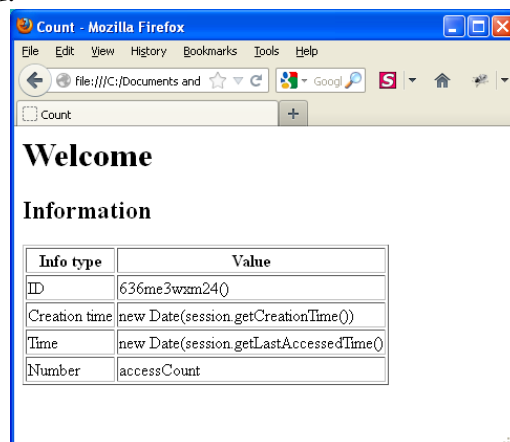 Count - Mozilla Firefox
File Edit View History Bookmarks Tools Help
file:///C:/Documents and Googl S
Count +
Welcome
Information
Info type Value
ID 636me3wxm24()
Creation time new Date(session.getCreationTime())
Time new Date(session.getLastAccessedTime()
Number accessCount